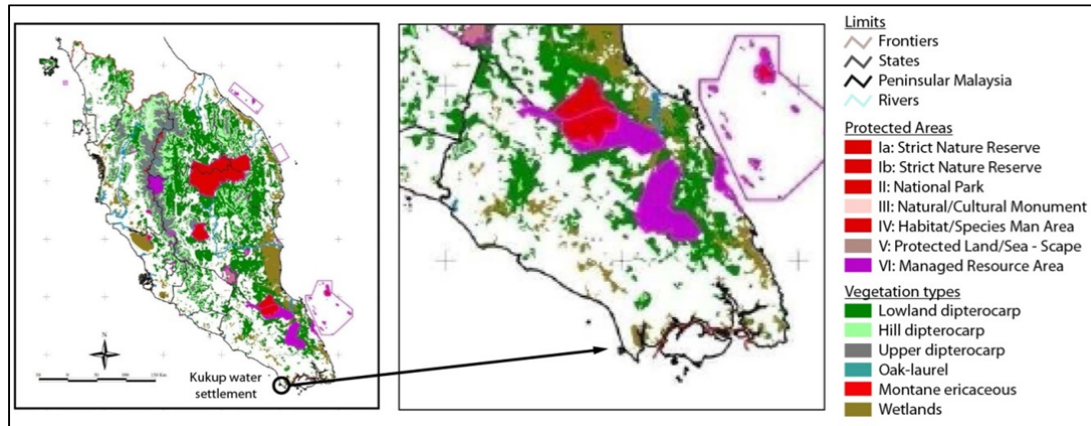 N
Kukup water
settlement
Limits
Frontiers
States
Peninsular Malaysia
Rivers
Protected Areas
Ia: Strict Nature Reserve
Ib: Strict Nature Reserve
II: National Park
III: Natural/Cultural Monument
IV: Habitat/Species Man Area
V: Protected Land/Sea - Scape
VI: Managed Resource Area
Vegetation types
Lowland dipterocarp
Hill dipterocarp
Upper dipterocarp
Oak-laurel
Montane ericaceous
Wetlands